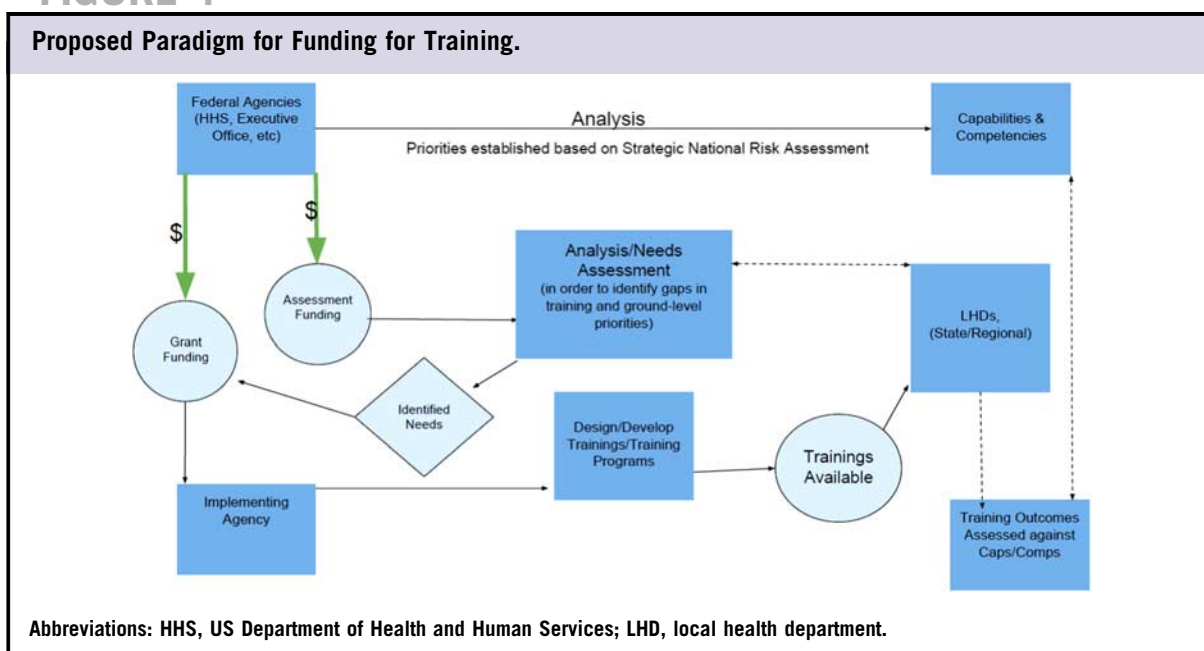 Proposed Paradigm for Funding for Training.
Federal Agencies
(HHS, Executive
Office, etc)
Analysis
Priorities established based on Strategic National Risk Assessment
Capabilities &
Competencies
$
$
Assessment
Funding
Analysis/Needs
Assessment
(in order to identify gaps in
training and ground-level
priorities)
LHDs,
(State/Regional)
Grant
Funding
Identified
Needs
Design/Develop
Trainings/Training
Programs
Trainings
Available
Implementing
Agency
Training Outcomes
Assessed against
Caps/Comps
Abbreviations: HHS, US Department of Health and Human Services; LHD, local health department.